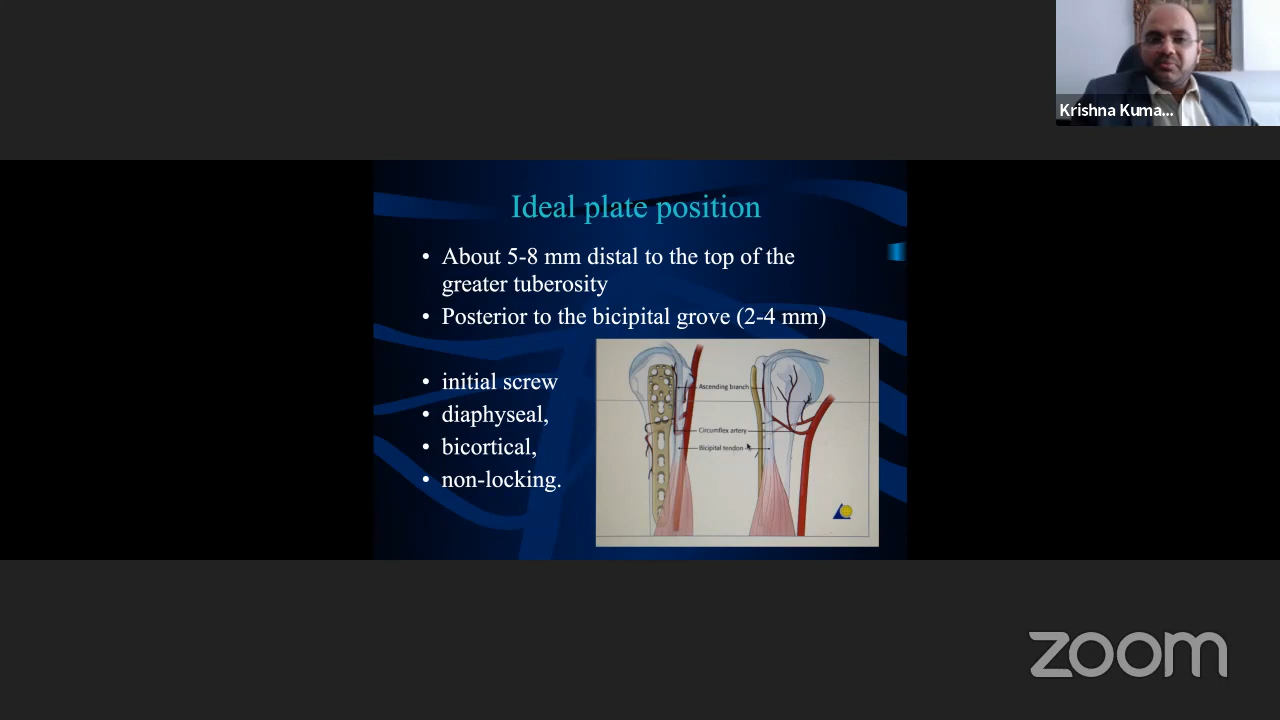 Krishna Kuma...
Ideal plate position
• About 5-8 mm distal to the top of the
greater tuberosity
• Posterior to the bicipital grove (2-4 mm)
• initial screw
• diaphyseal,
• bicortical,
• non-locking.
Ascending branch
Circumflex artery
Bicipital tendon
zoom